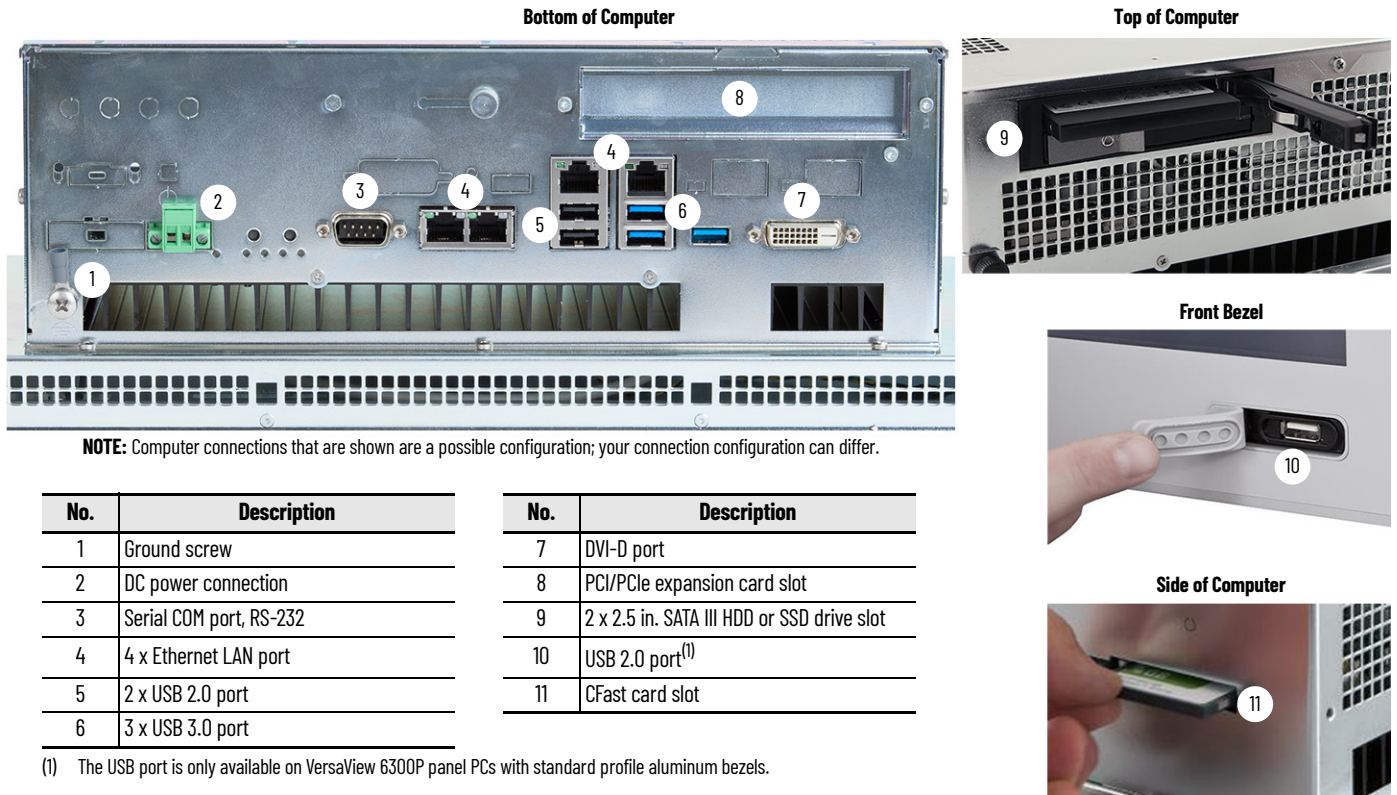 Bottom of Computer
Top of Computer
8
9
4
2
3
4
7
6
5
1
Front Bezel
10
NOTE: Computer connections that are shown are a possible configuration; your connection configuration can differ.
No. Description
1 Ground screw
2 DC power connection
3 Serial COM port, RS-232
4 4 x Ethernet LAN port
5 2 x USB 2.0 port
6 3 x USB 3.0 port
No. Description
7 DVI-D port
8 PCI/PCIe expansion card slot
9 2 x 2.5 in. SATA III HDD or SSD drive slot
10 USB 2.0 port(1)
11 CFast card slot
Side of Computer
11
(1) The USB port is only available on VersaView 6300P panel PCs with standard profile aluminum bezels.